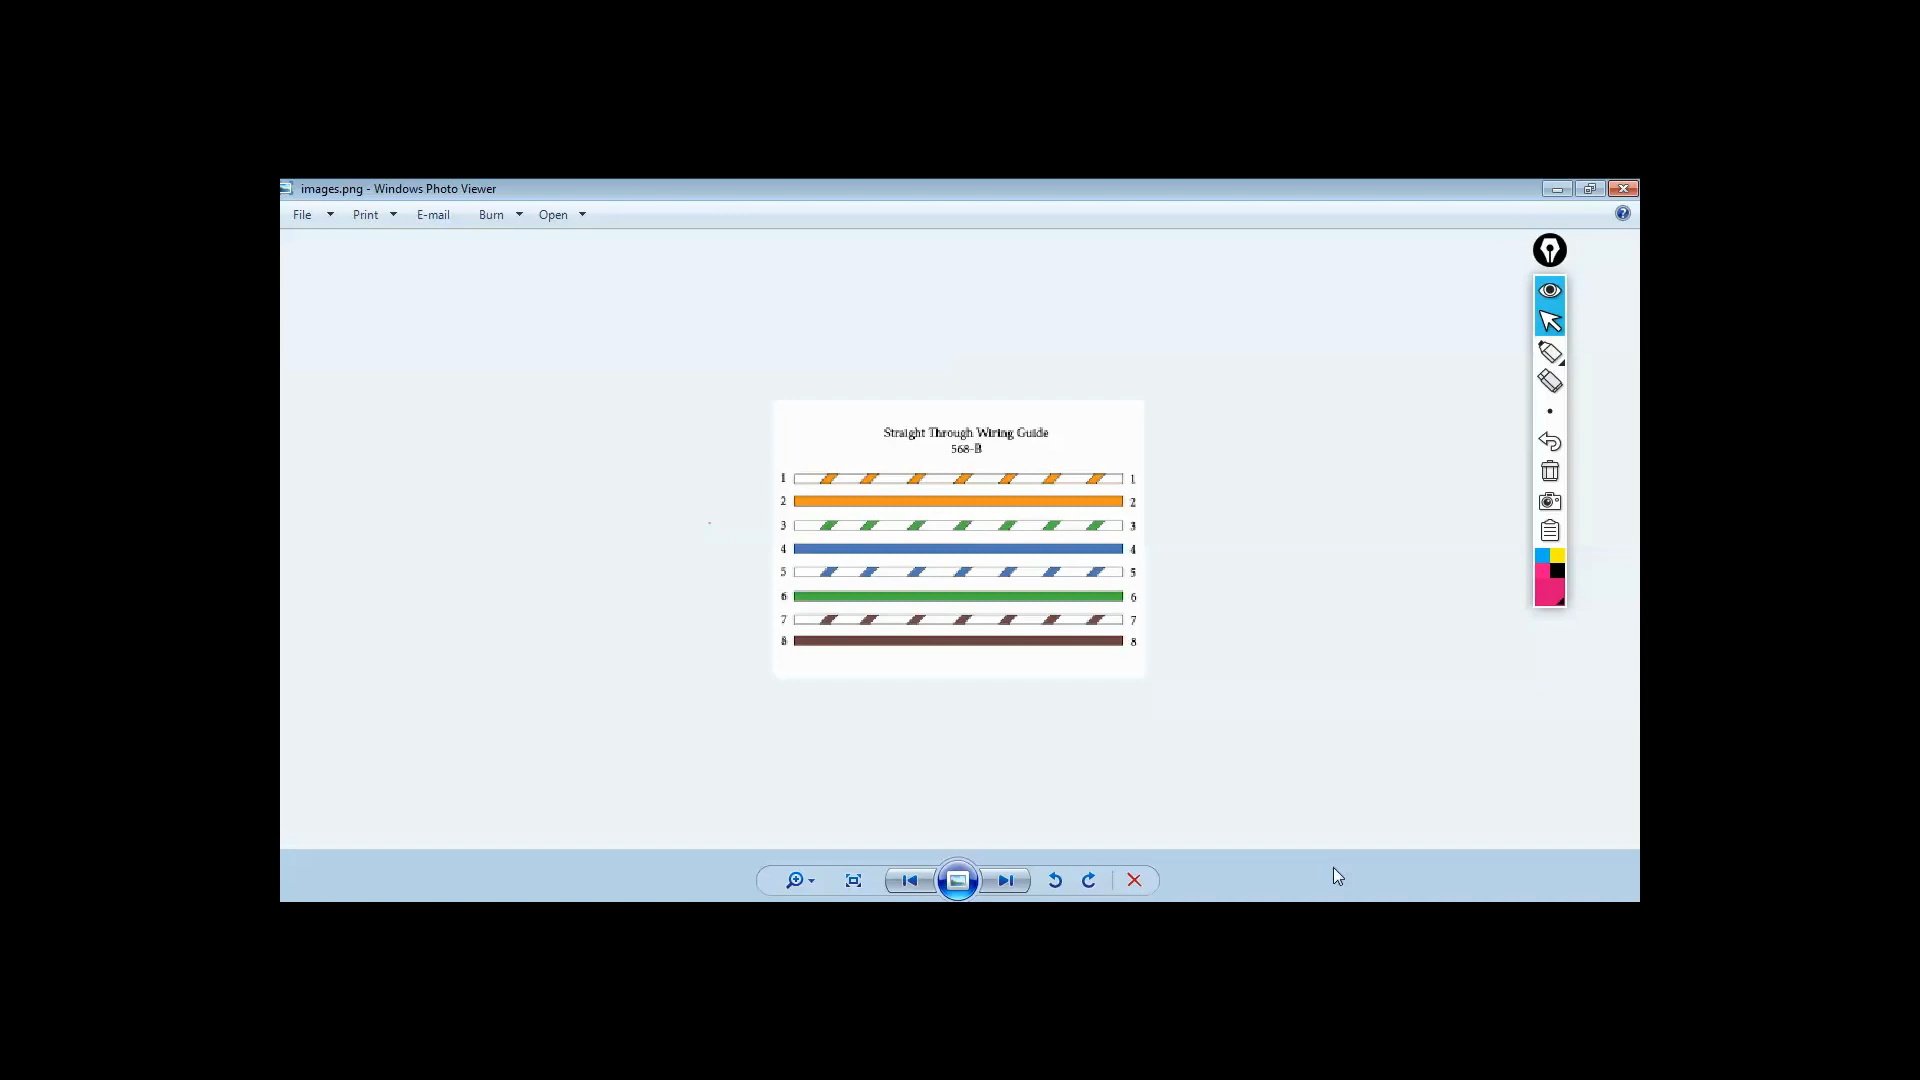 images.png - Windows Photo Viewer
File Print E-mail Burn Open
Straight Through Wiring Guide
568-B
1 1
2 2
3 3
4 4
5 5
6 6
7 7
8 8